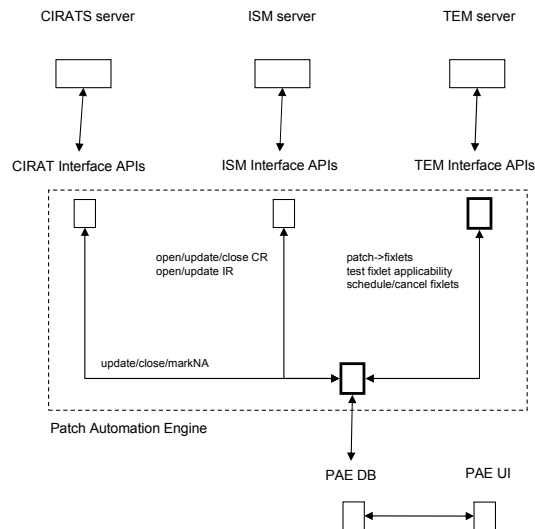 CIRATS server
ISM server
TEM server
CIRAT Interface APIs
ISM Interface APIs
TEM Interface APIs
open/update/close CR
open/update IR
patch->fixlets
test fixlet applicability
schedule/cancel fixlets
update/close/markNA
Patch Automation Engine
PAE DB
PAE UI